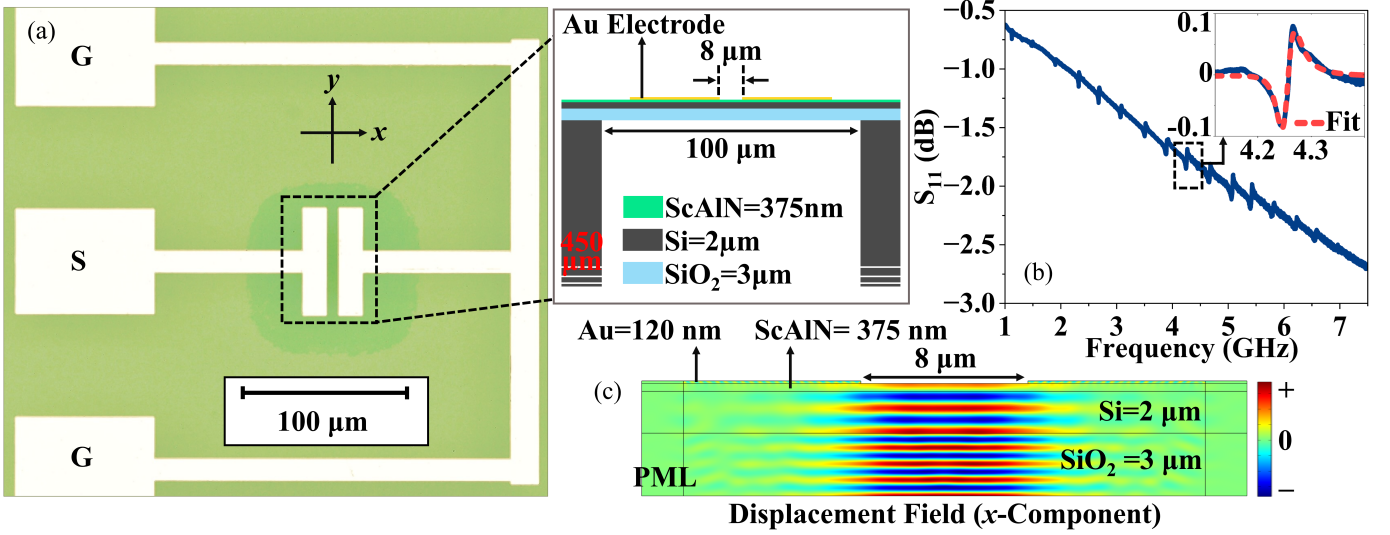 (a)
G
y
x
S
100 μm
G
Au Electrode
8 μm
100 μm
ScAlN=375nm
Si=2μm
SiO2=3μm
450
μm
−0.5
−1.0
−1.5
−2.0
−2.5
−3.0
S11 (dB)
0.1
0
-0.1
Fit
4.2 4.3
(b)
1 2 3 4 5 6 7
Frequency (GHz)
Au=120 nm
ScAlN= 375 nm
8 μm
(c)
Si=2 μm
SiO2 =3 μm
PML
+
0
−
Displacement Field (x-Component)